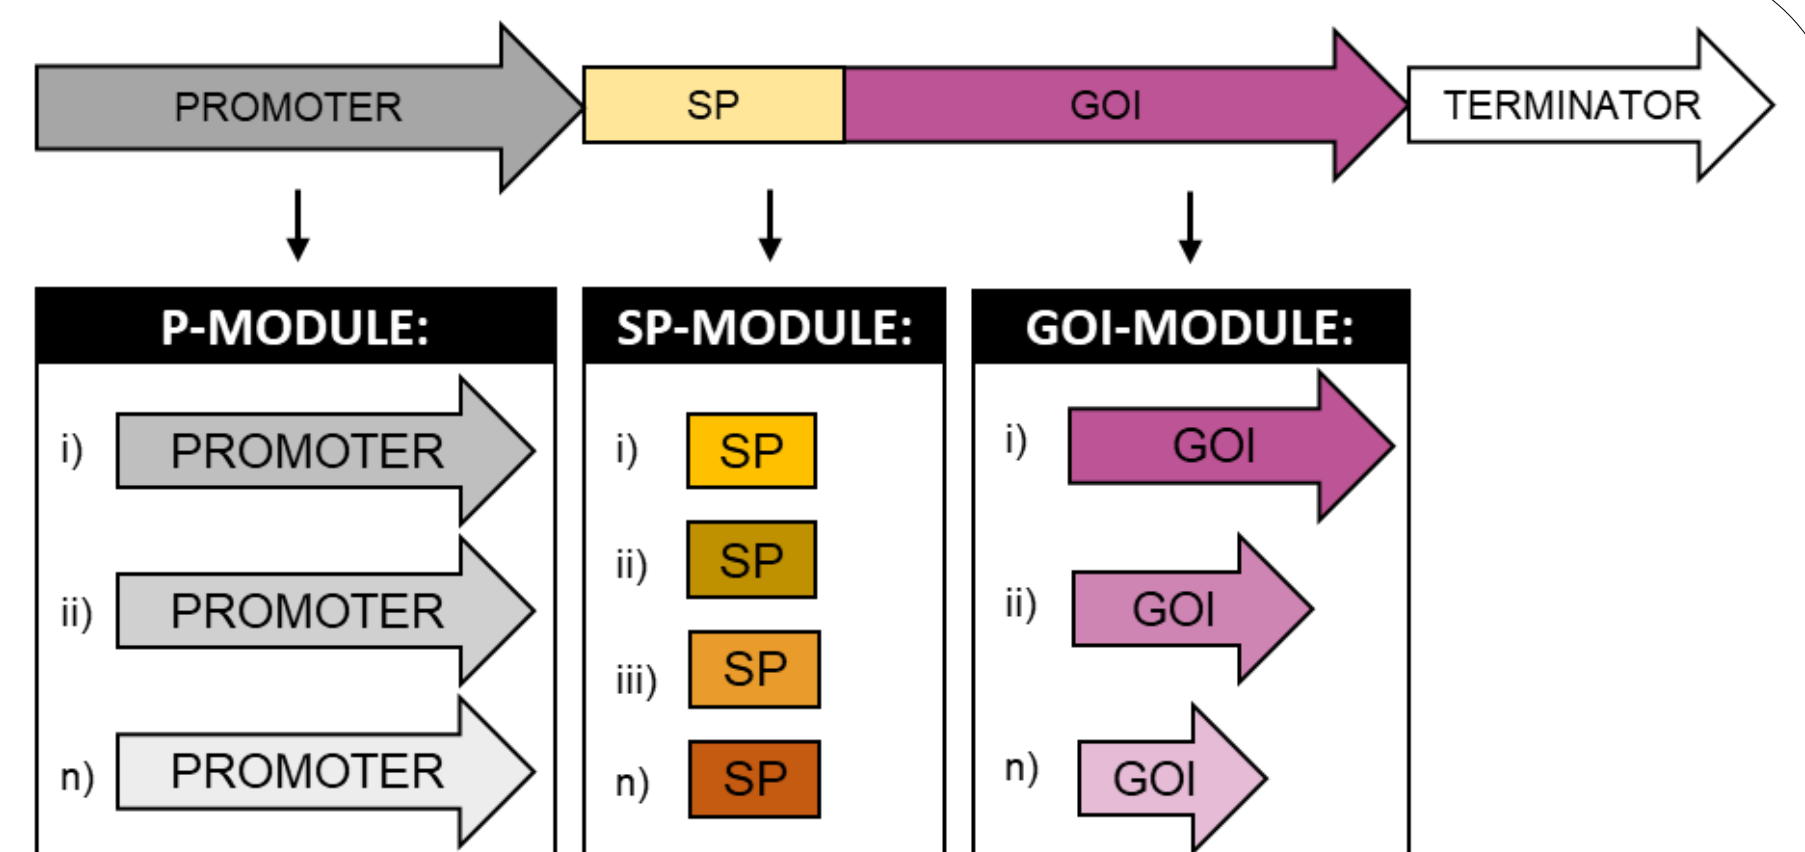 PROMOTER SP GOI TERMINATOR
P-MODULE:
i) PROMOTER
ii) PROMOTER
n) PROMOTER
SP-MODULE:
i) SP
ii) SP
iii) SP
n) SP
GOI-MODULE:
i) GOI
ii) GOI
n) GOI